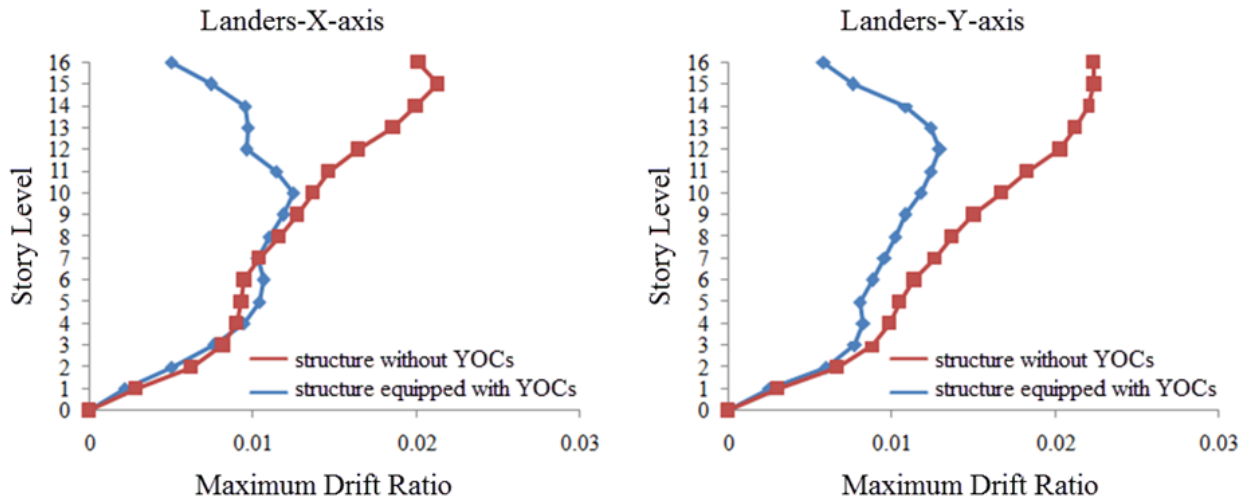 Landers-X-axis
16
15
14
13
12
11
10
9
8
7
6
5
4
3
2
1
0
Story Level
structure without YOCs
structure equipped with YOCs
0 0.01 0.02 0.03
Maximum Drift Ratio
Landers-Y-axis
16
15
14
13
12
11
10
9
8
7
6
5
4
3
2
1
0
Story Level
structure without YOCs
structure equipped with YOCs
0 0.01 0.02 0.03
Maximum Drift Ratio